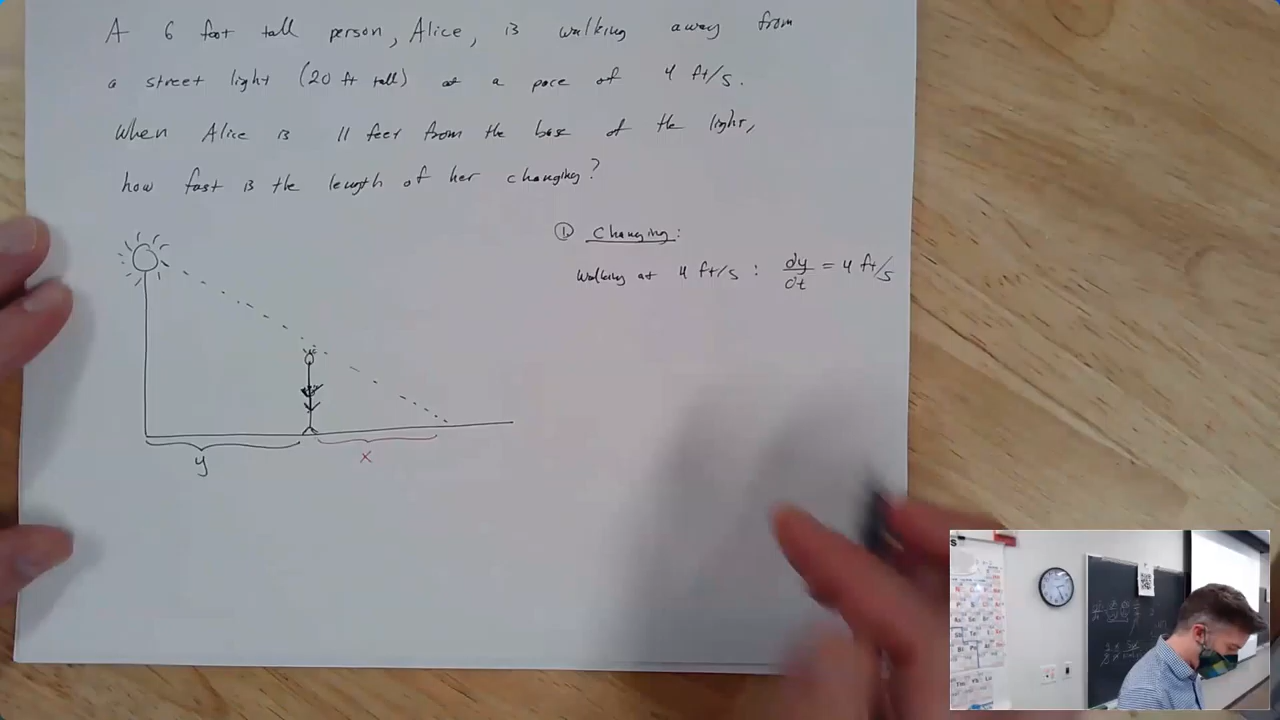 A 6 foot tall person, Alice, is walking away from
a street light (20 ft tall) at a pace of 4 ft/s.
When Alice is 11 feet from the base of the light,
how fast is the length of her changing?
① Changing:
Walking at 4 ft/s : dy/dt = 4 ft/s
y
x